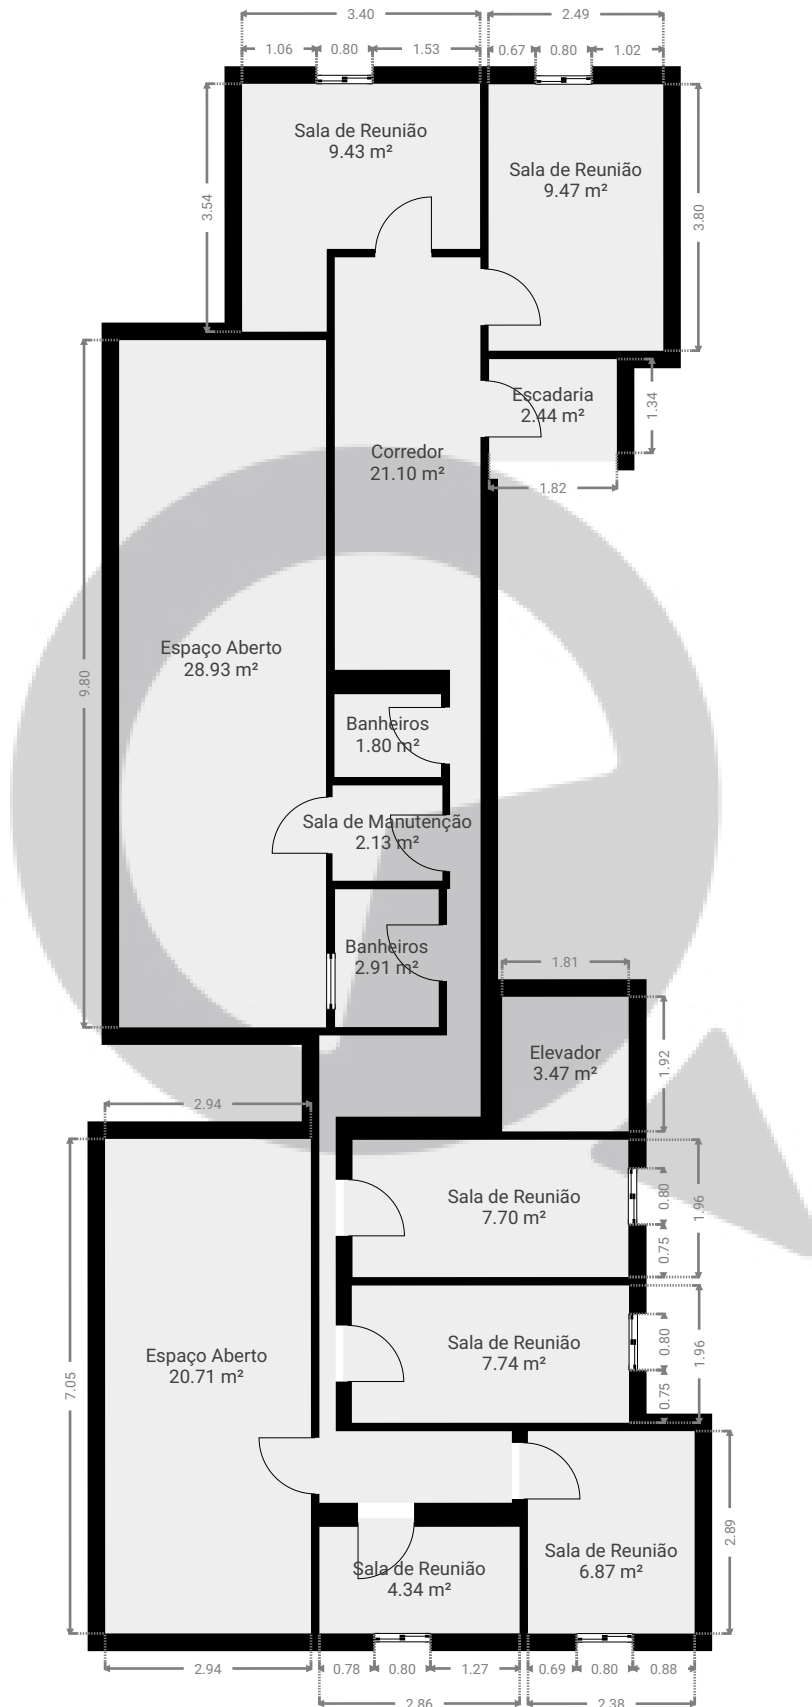 3.40
2.49
1.06
0.80
1.53
0.67
0.80
1.02
Sala de Reunião
9.43 m²
Sala de Reunião
9.47 m²
3.54
3.80
Escadaria
2.44 m²
1.34
Corredor
21.10 m²
1.82
Espaço Aberto
28.93 m²
9.80
Banheiros
1.80 m²
Sala de Manutenção
2.13 m²
Banheiros
2.91 m²
1.81
Elevador
3.47 m²
1.92
2.94
Sala de Reunião
7.70 m²
0.80
1.96
0.75
Sala de Reunião
7.74 m²
0.80
1.96
0.75
Espaço Aberto
20.71 m²
7.05
Sala de Reunião
6.87 m²
2.89
Sala de Reunião
4.34 m²
2.94
0.78
0.80
1.27
0.69
0.80
0.88
2.86
2.38